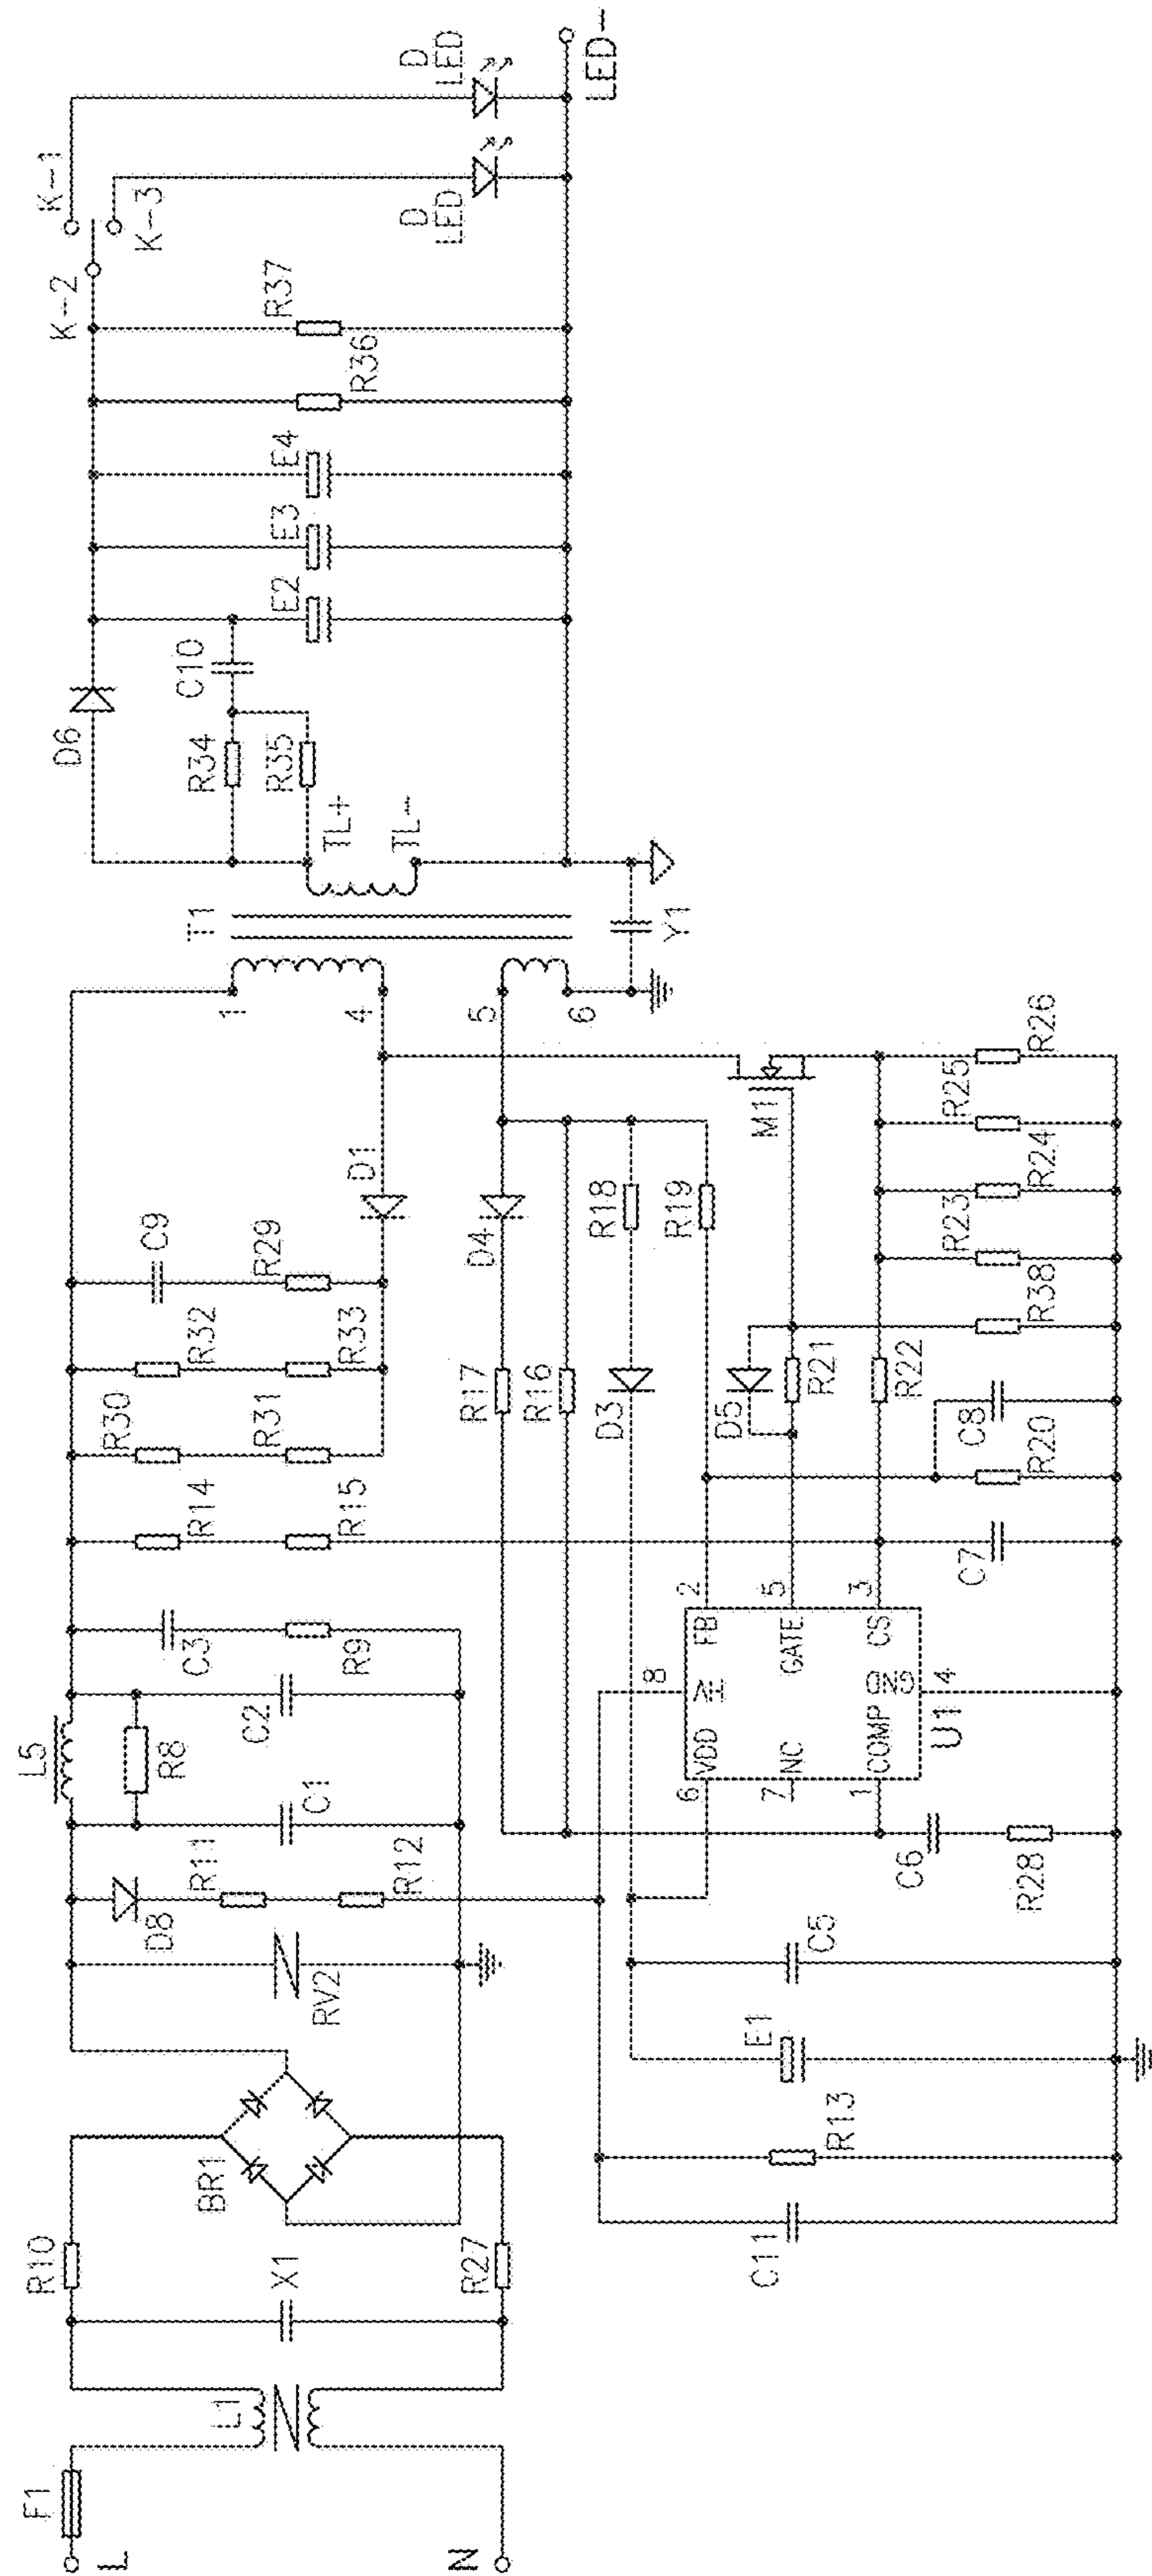 F1
L
N
L1
X1
R10
R27
BR1
RV2
D8
R11
R12
L5
R8
C1
C2
C3
R9
R14
R15
R30
R31
R32
R33
C9
R29
D1
T1
1
4
5
6
TL+
TL-
Y1
D6
R34
R35
C10
E2
E3
E4
R36
R37
K-2
K-1
K-3
D
LED
D
LED
LED-
D4
R17
R16
R18
D3
R19
D5
R21
R22
M1
C11
R13
E1
C5
C6
R28
U1
6
VDD
7
NC
1
COMP
8
HV
GND
4
FB
2
GATE
5
CS
3
C7
C8
R20
R38
R23
R24
R25
R26